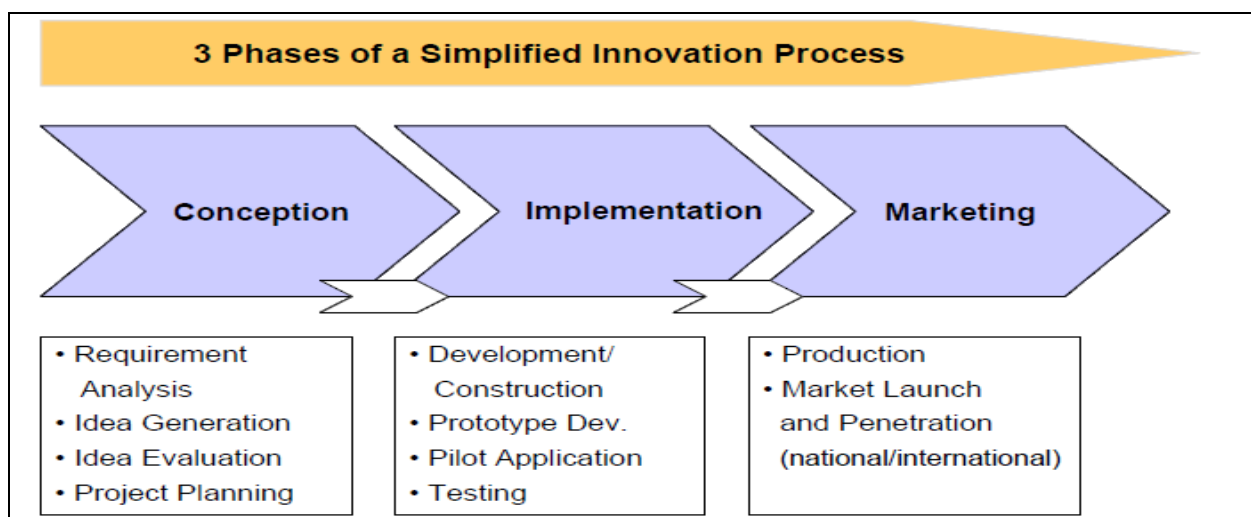 3 Phases of a Simplified Innovation Process
Conception
Implementation
Marketing
• Requirement
Analysis
• Idea Generation
• Idea Evaluation
• Project Planning
• Development/
Construction
• Prototype Dev.
• Pilot Application
• Testing
• Production
• Market Launch
and Penetration
(national/international)